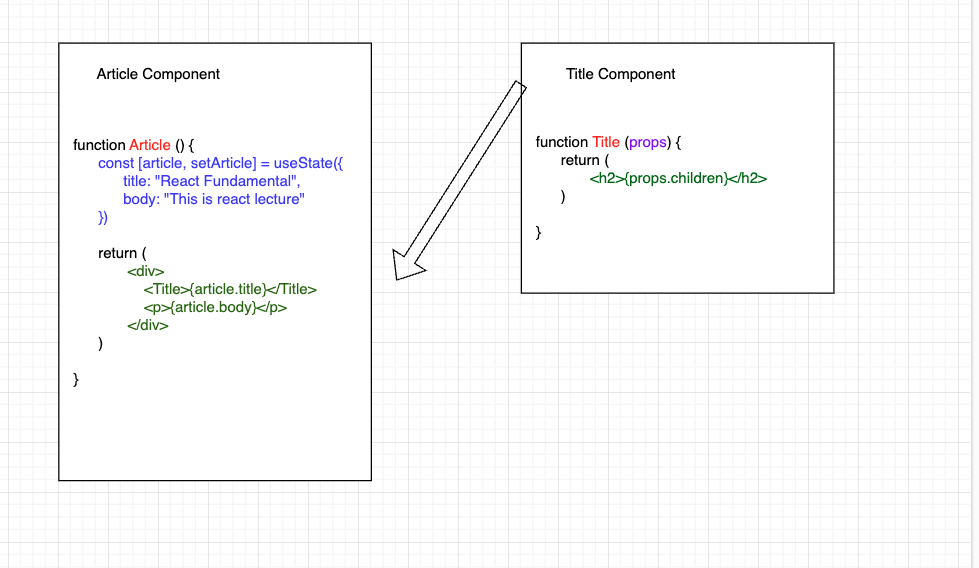 Article Component
function Article () {
const [article, setArticle] = useState({
title: "React Fundamental",
body: "This is react lecture"
})
return (
<div>
<Title>{article.title}</Title>
<p>{article.body}</p>
</div>
)
}
Title Component
function Title (props) {
return (
<h2>{props.children}</h2>
)
}